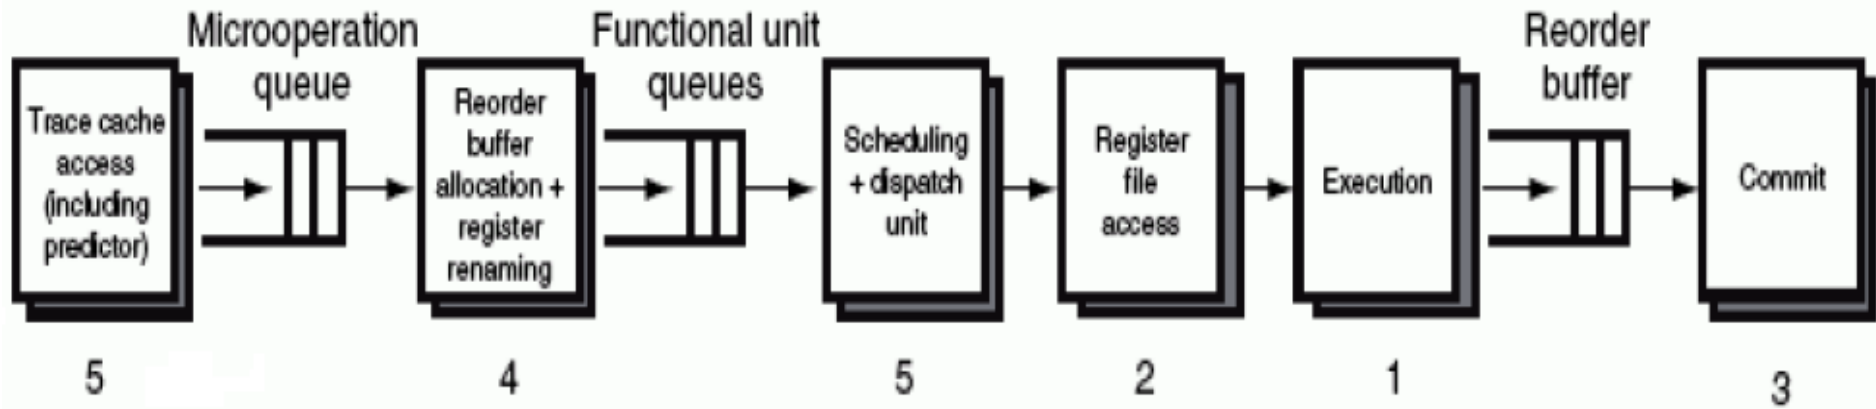 Microoperation
queue
Functional unit
queues
Reorder
buffer
Trace cache
access
(including
predictor)
Reorder
buffer
allocation +
register
renaming
Scheduling
+ dispatch
unit
Register
file
access
Execution
Commit
5
4
5
2
1
3